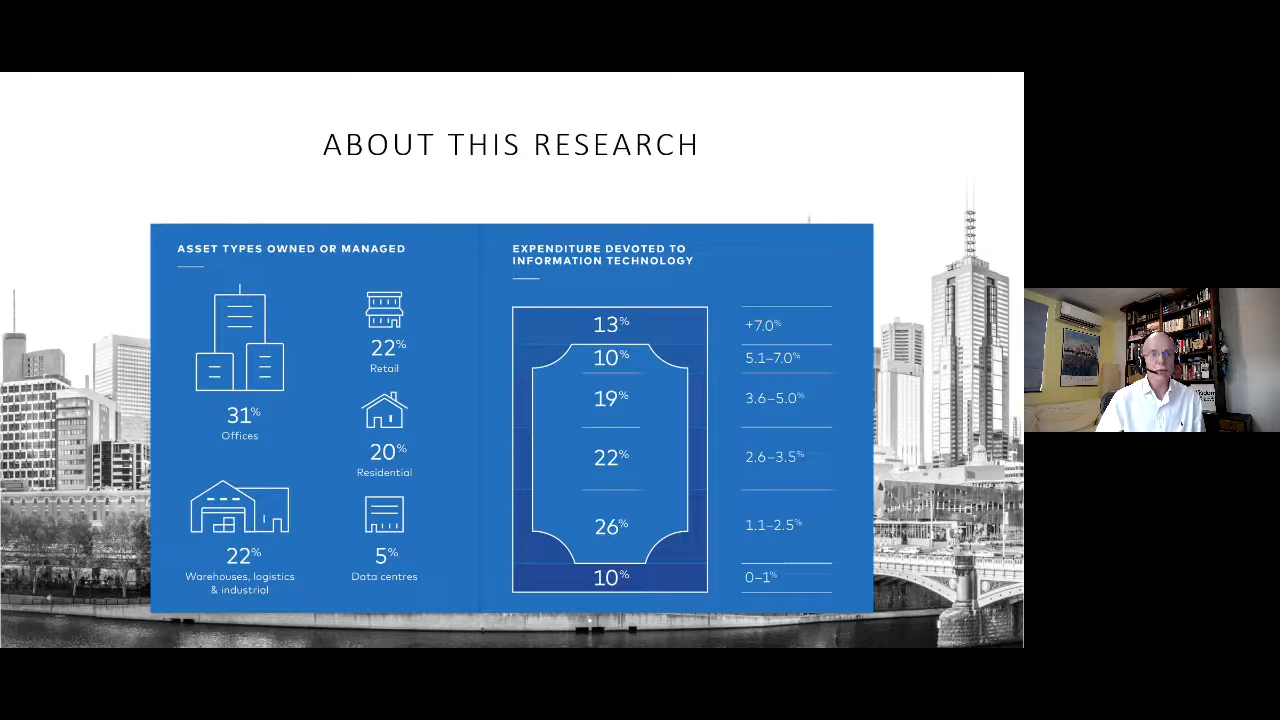 ABOUT THIS RESEARCH
ASSET TYPES OWNED OR MANAGED
31%
Offices
22%
Retail
20%
Residential
22%
Warehouses, logistics
& industrial
5%
Data centres
EXPENDITURE DEVOTED TO
INFORMATION TECHNOLOGY
13% +7.0%
10% 5.1–7.0%
19% 3.6–5.0%
22% 2.6–3.5%
26% 1.1–2.5%
10% 0–1%
4